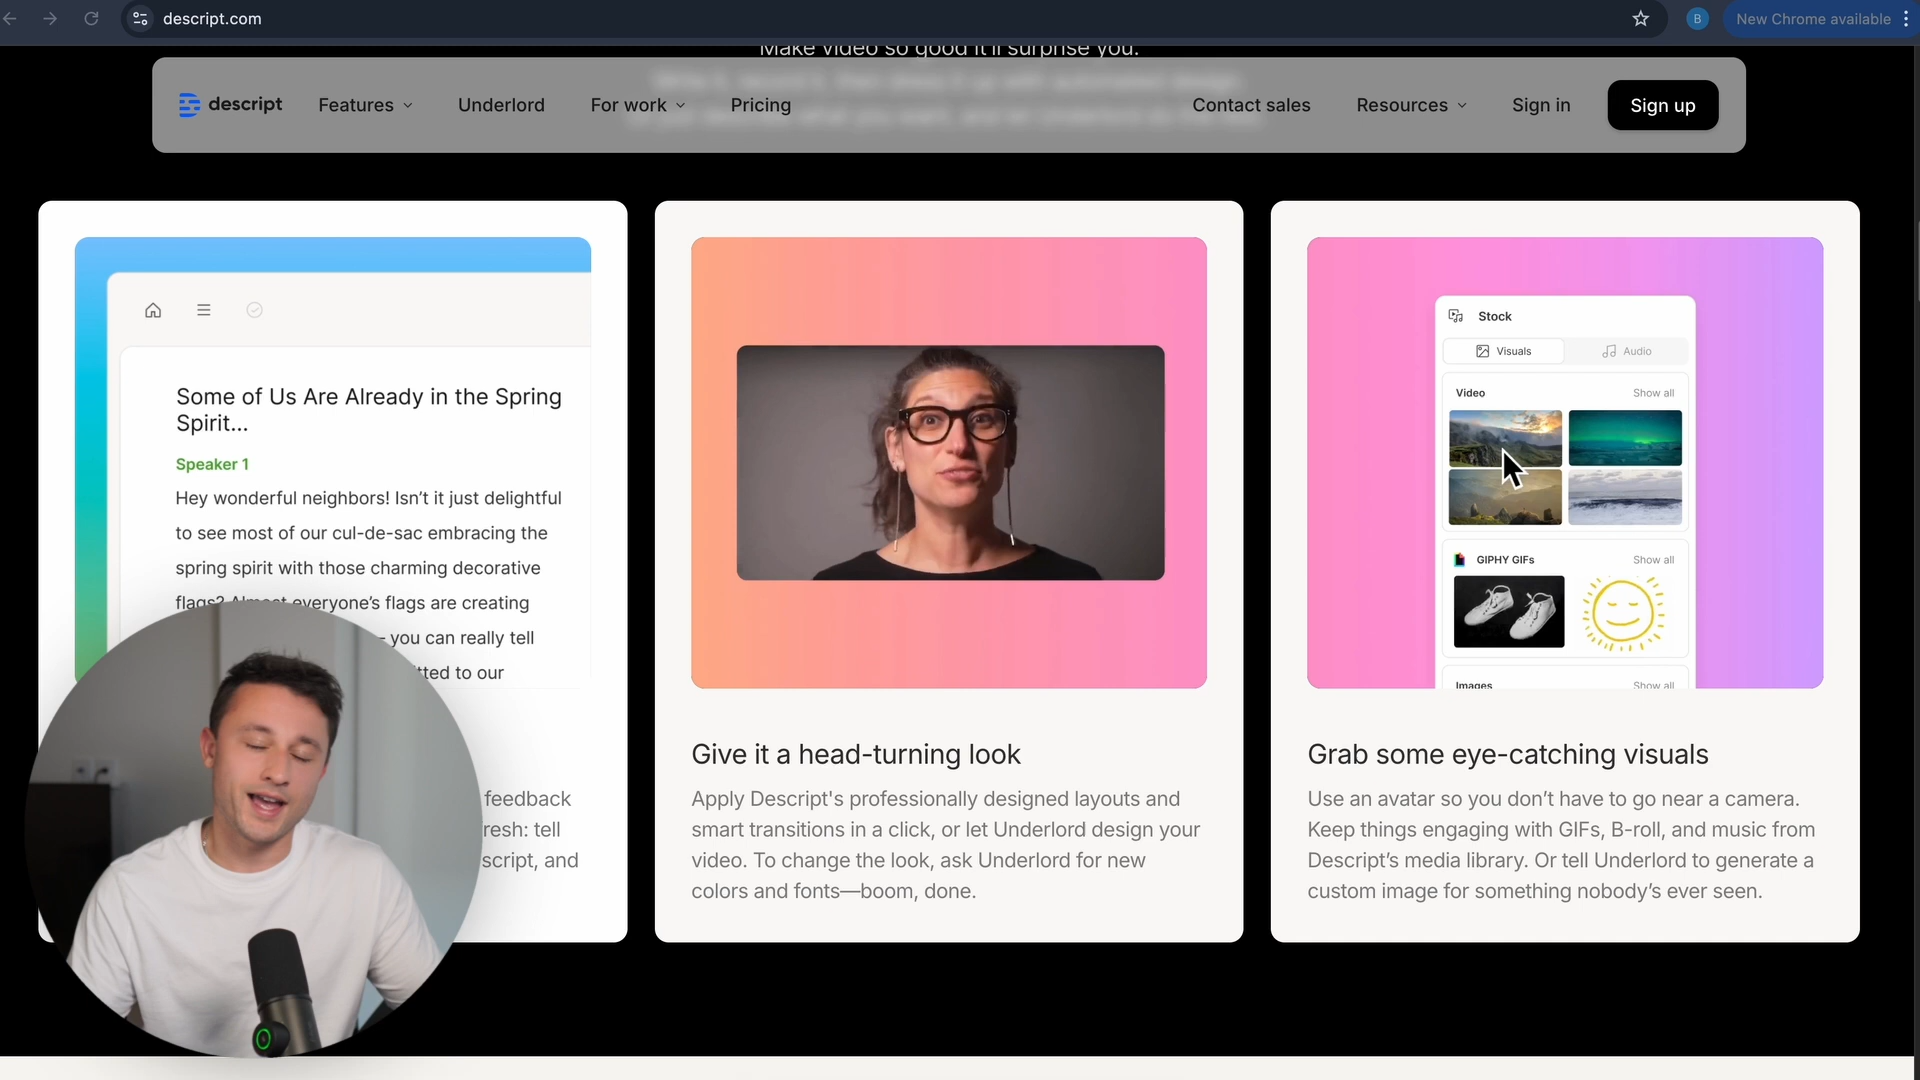 descript.com
B
New Chrome available
Make video so good it'll surprise you.
descript
Features
Underlord
For work
Pricing
Contact sales
Resources
Sign in
Sign up
Some of Us Are Already in the Spring
Spirit...
Speaker 1
Hey wonderful neighbors! Isn't it just delightful
to see most of our cul-de-sac embracing the
spring spirit with those charming decorative
flags? Almost everyone's flags are creating
– you can really tell
to our
feedback
tell
and
Give it a head-turning look
Apply Descript's professionally designed layouts and
smart transitions in a click, or let Underlord design your
video. To change the look, ask Underlord for new
colors and fonts—boom, done.
Stock
Visuals
Audio
Video
Show all
GIPHY GIFs
Show all
Images
Show all
Grab some eye-catching visuals
Use an avatar so you don't have to go near a camera.
Keep things engaging with GIFs, B-roll, and music from
Descript's media library. Or tell Underlord to generate a
custom image for something nobody's ever seen.